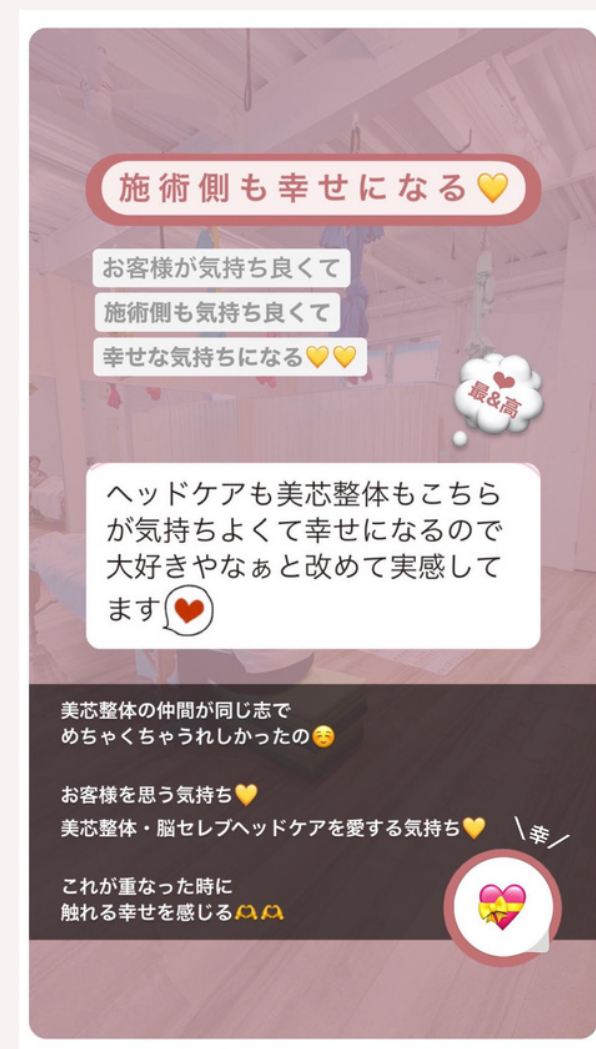 施術側も幸せになる💛
お客様が気持ち良くて
施術側も気持ち良くて
幸せな気持ちになる💛💛
最&高
ヘッドケアも美芯整体もこちら
が気持ちよくて幸せになるので
大好きやなぁと改めて実感して
ます
美芯整体の仲間が同じ志で
めちゃくちゃうれしかったの☺️
お客様を思う気持ち💛
美芯整体・脳セレブヘッドケアを愛する気持ち💛
\幸/
これが重なった時に
触れる幸せを感じる🫶🫶